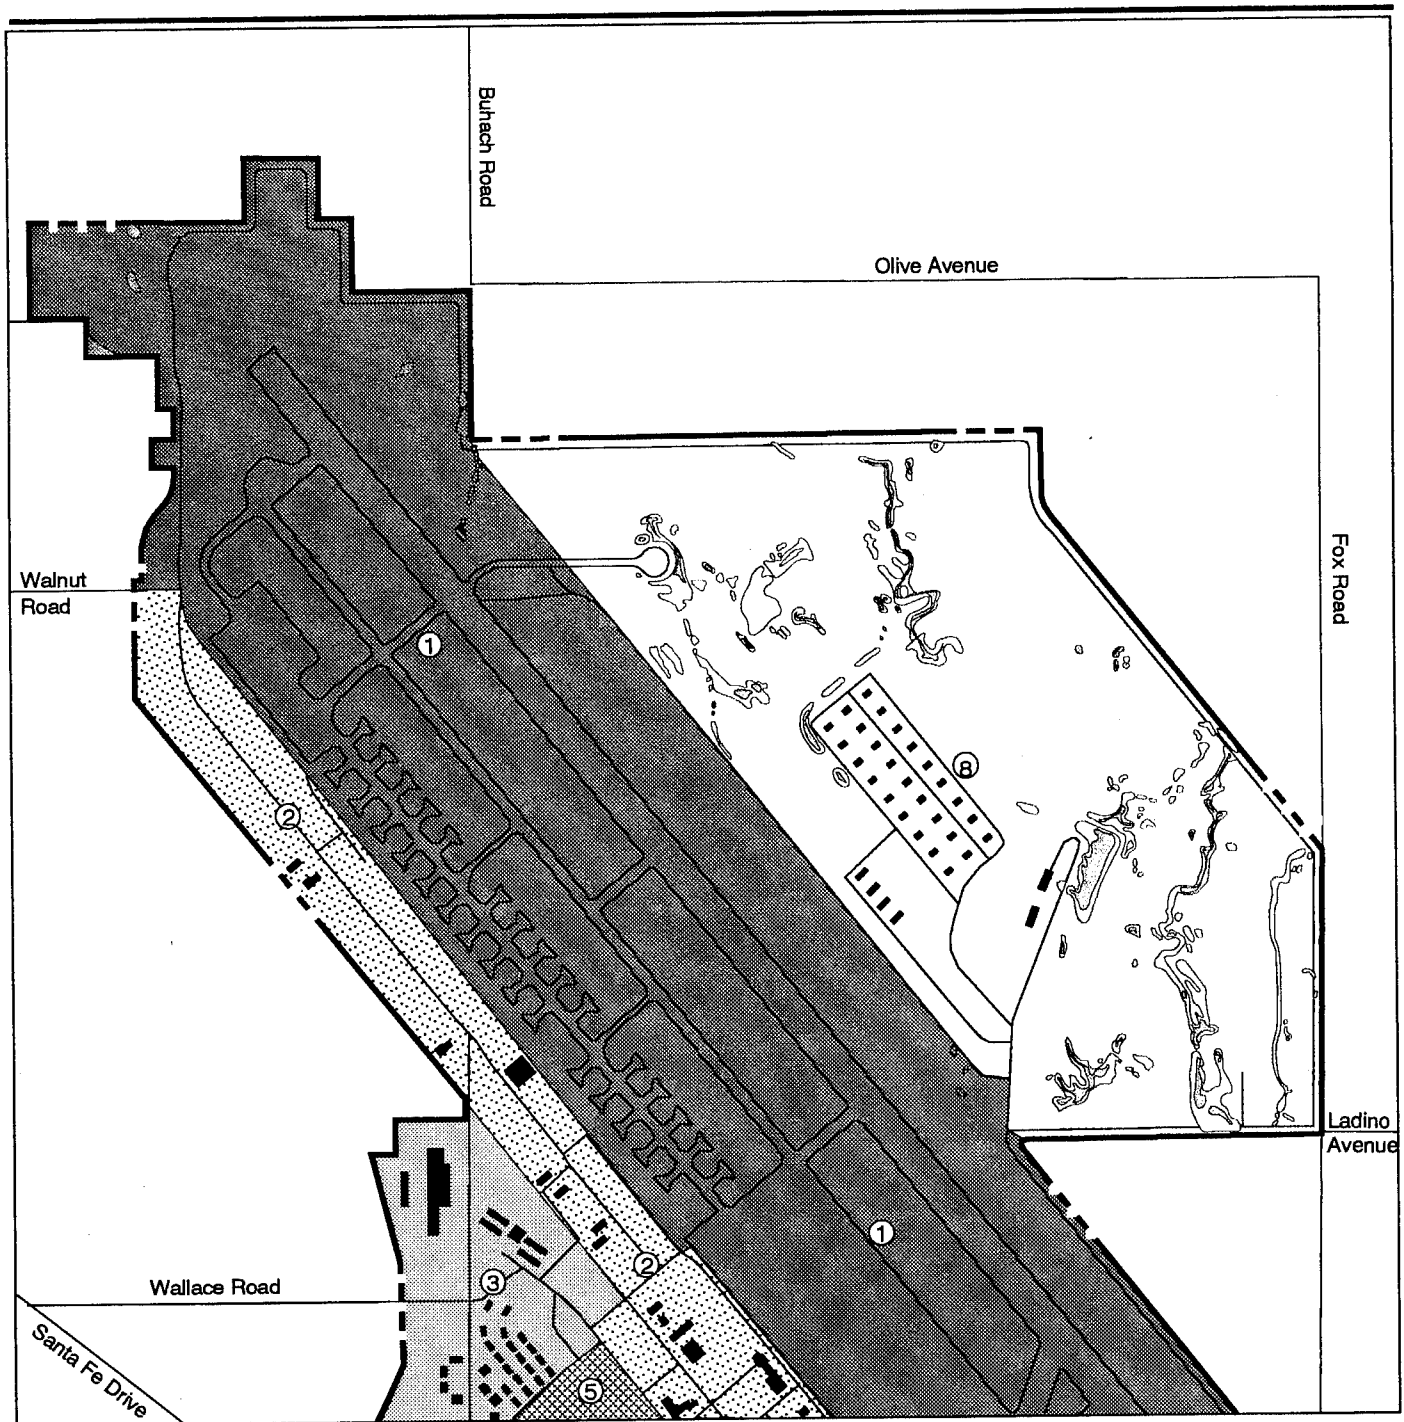 Buhach Road
Olive Avenue
Fox Road
Walnut
Road
1
8
2
Ladino
Avenue
1
2
3
Wallace Road
Santa Fe Drive
5